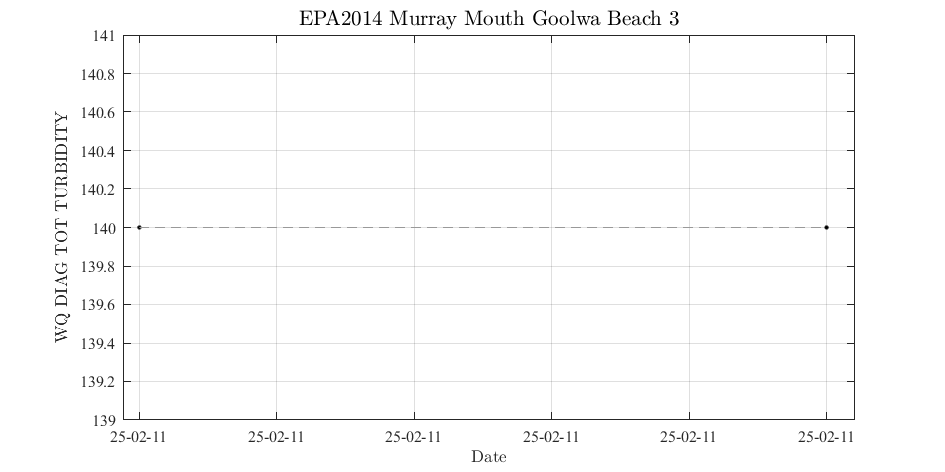 EPA2014 Murray Mouth Goolwa Beach 3
141
140.8
140.6
140.4
140.2
140
139.8
139.6
139.4
139.2
139
WQ DIAG TOT TURBIDITY
25-02-11 25-02-11 25-02-11 25-02-11 25-02-11 25-02-11
Date